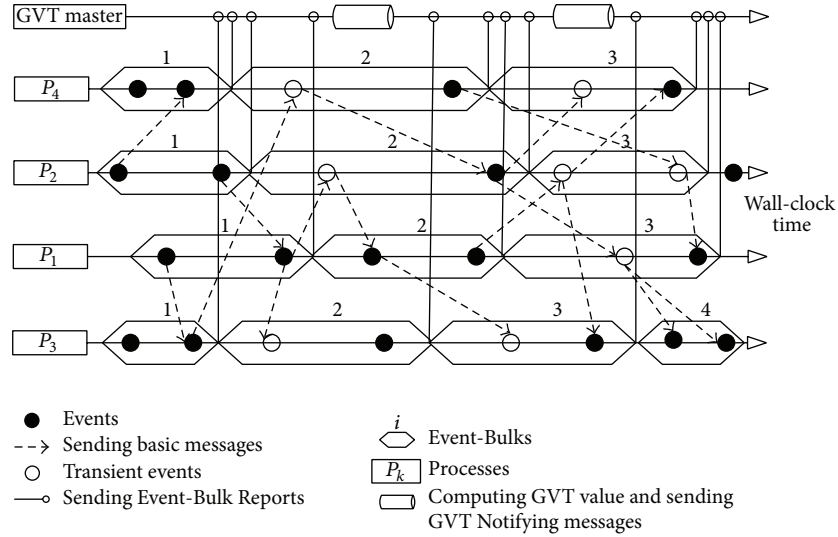 GVT master
1 2 3
P4
1 2 3
P2
Wall-clock
time
1 2 3
P1
1 2 3 4
P3
Events
Sending basic messages
Transient events
Sending Event-Bulk Reports
i
Event-Bulks
Pk Processes
Computing GVT value and sending
GVT Notifying messages